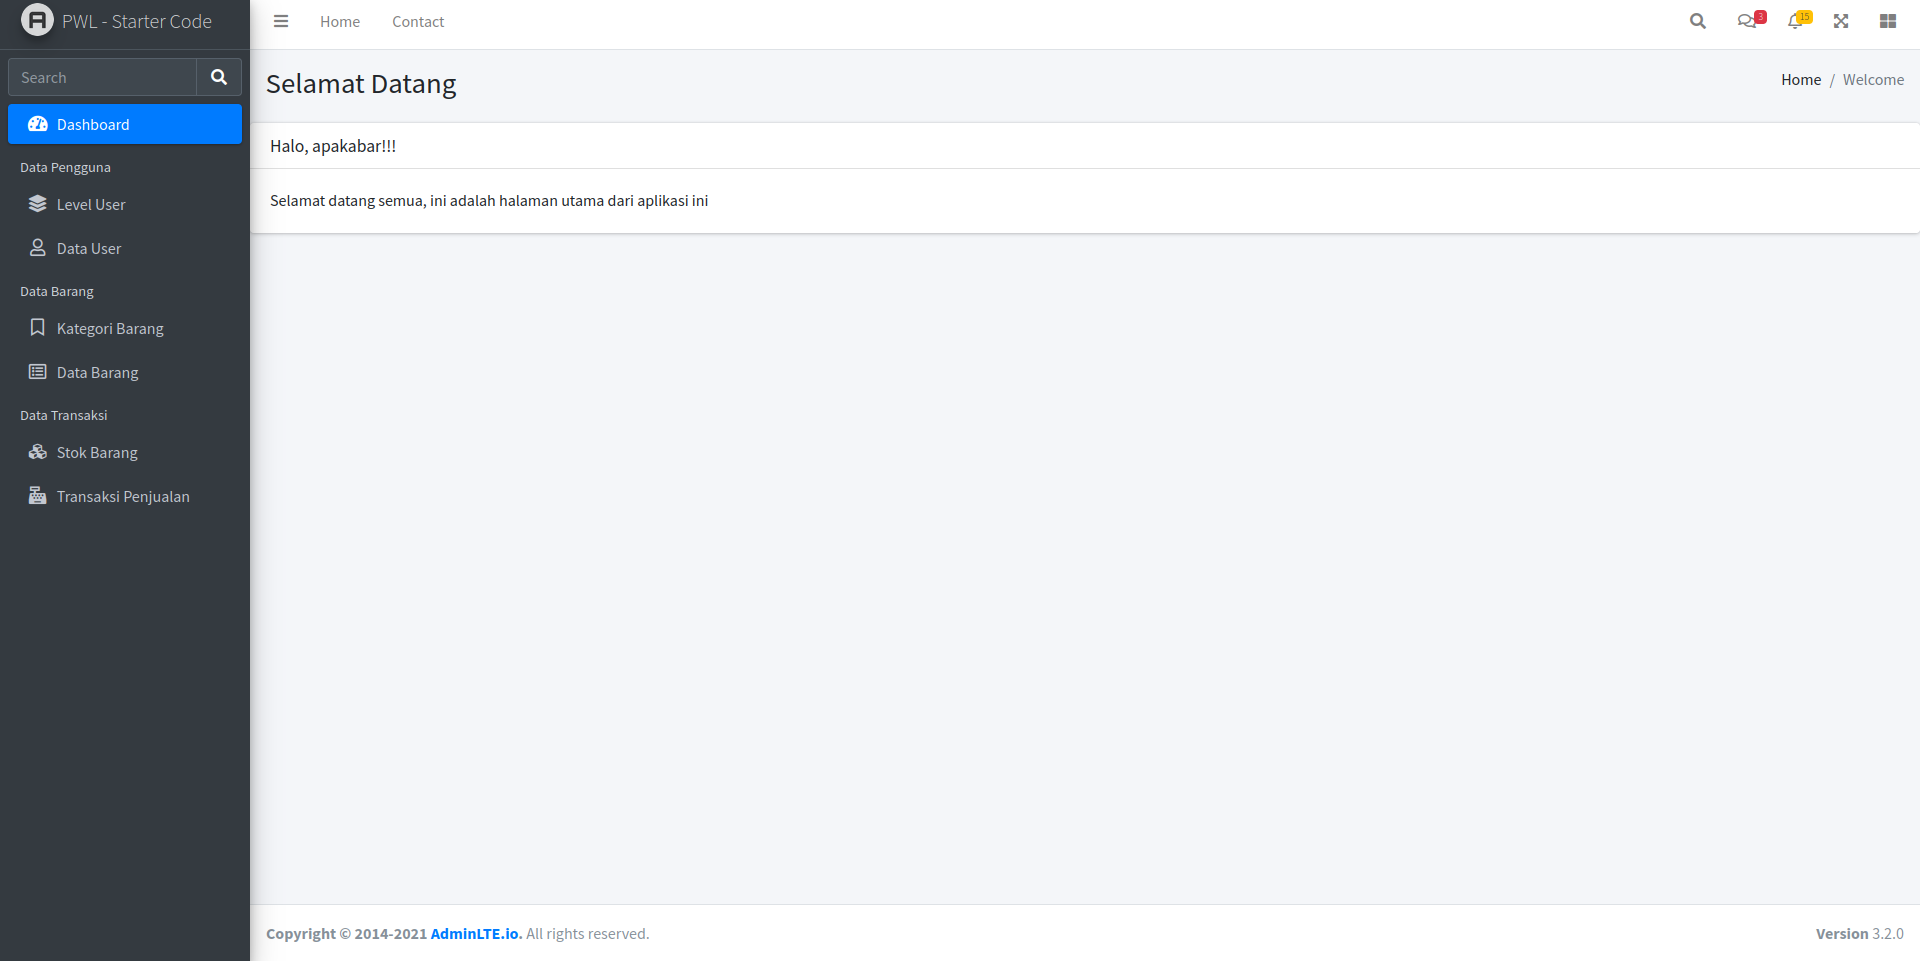 PWL - Starter Code
Home
Contact
3
15
Search
Dashboard
Data Pengguna
Level User
Data User
Data Barang
Kategori Barang
Data Barang
Data Transaksi
Stok Barang
Transaksi Penjualan
Selamat Datang
Home / Welcome
Halo, apakabar!!!
Selamat datang semua, ini adalah halaman utama dari aplikasi ini
Copyright © 2014-2021 AdminLTE.io. All rights reserved.
Version 3.2.0